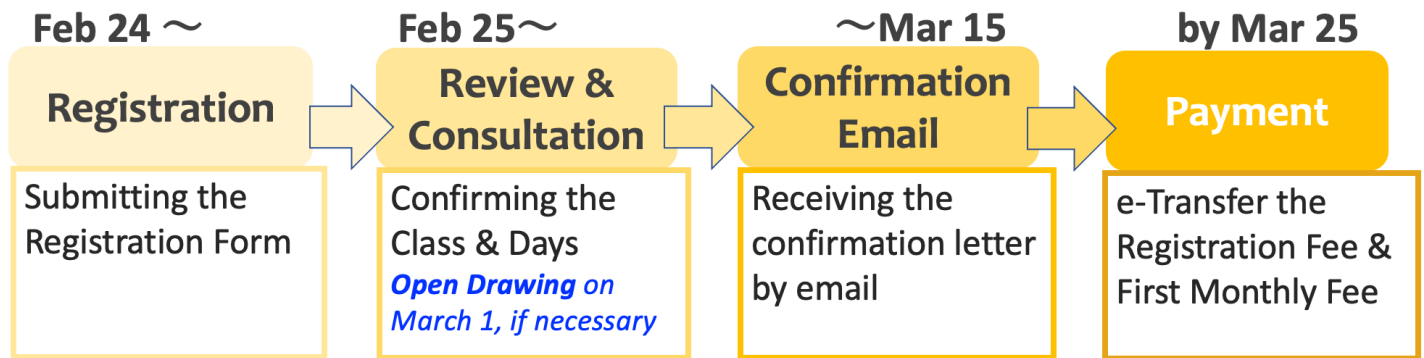 Feb 24 ～
Registration
Submitting the
Registration Form
Feb 25～
Review &
Consultation
Confirming the
Class & Days
Open Drawing on
March 1, if necessary
～Mar 15
Confirmation
Email
Receiving the
confirmation letter
by email
by Mar 25
Payment
e-Transfer the
Registration Fee &
First Monthly Fee